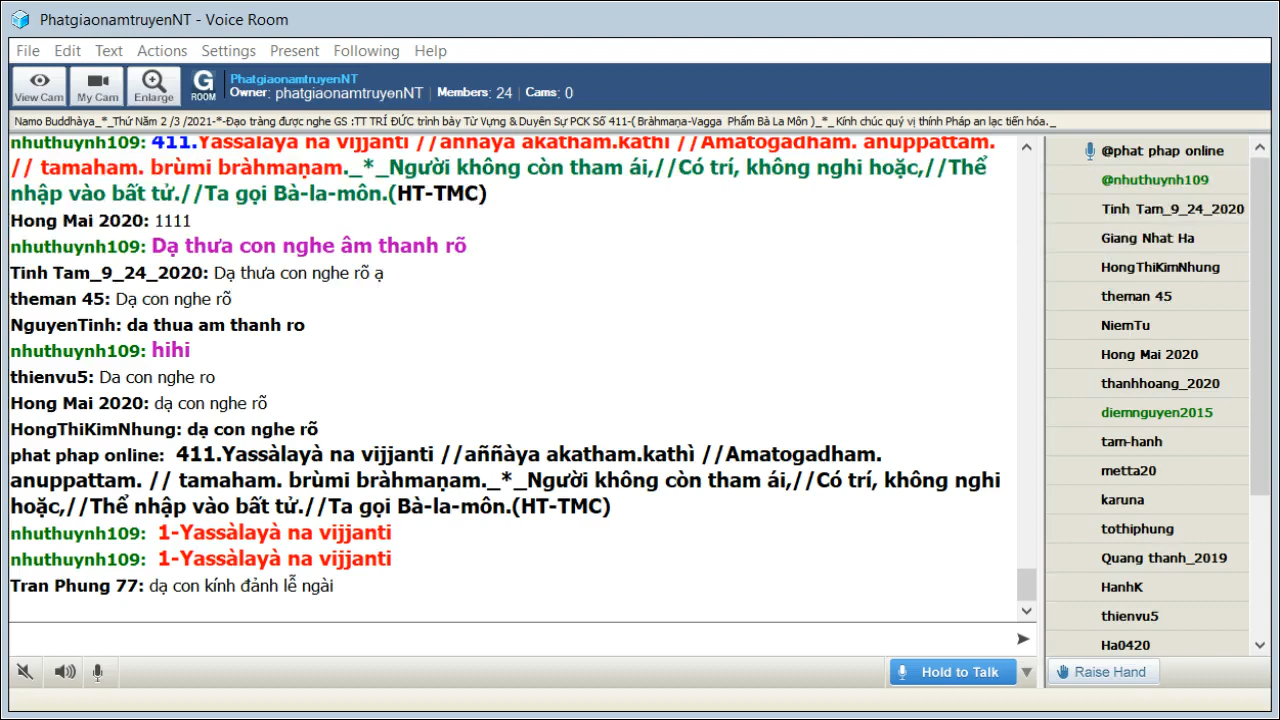 PhatgiaonamtruyenNT - Voice Room
File Edit Text Actions Settings Present Following Help
View Cam My Cam Enlarge G ROOM
PhatgiaonamtruyenNT
Owner: phatgiaonamtruyenNT | Members: 24 | Cams: 0
Namo Buddhàya_*_Thứ Năm 2 /3 /2021-*-Đạo tràng được nghe GS :TT TRÍ ĐỨC trình bày Từ Vựng & Duyên Sự PCK Số 411-( Bràhmaṇa-Vagga Phẩm Bà La Môn )_*_ Kính chúc quý vị thính Pháp an lạc tiến hóa._
nhuthuynh109: 411.Yassàlayà na vijjanti //aññàya akatham.kathì //Amatogadham. anuppattam.
// tamaham. brùmi bràhmaṇam._*_Người không còn tham ái,//Có trí, không nghi hoặc,//Thể
nhập vào bất tử.//Ta gọi Bà-la-môn.(HT-TMC)
Hong Mai 2020: 1111
nhuthuynh109: Dạ thưa con nghe âm thanh rõ
Tinh Tam_9_24_2020: Dạ thưa con nghe rõ ạ
theman 45: Dạ con nghe rõ
NguyenTinh: da thua am thanh ro
nhuthuynh109: hihi
thienvu5: Da con nghe ro
Hong Mai 2020: dạ con nghe rõ
HongThiKimNhung: dạ con nghe rõ
phat phap online: 411.Yassàlayà na vijjanti //aññàya akatham.kathì //Amatogadham.
anuppattam. // tamaham. brùmi bràhmaṇam._*_Người không còn tham ái,//Có trí, không nghi
hoặc,//Thể nhập vào bất tử.//Ta gọi Bà-la-môn.(HT-TMC)
nhuthuynh109: 1-Yassàlayà na vijjanti
nhuthuynh109: 1-Yassàlayà na vijjanti
Tran Phung 77: dạ con kính đảnh lễ ngài
@phat phap online
@nhuthuynh109
Tinh Tam_9_24_2020
Giang Nhat Ha
HongThiKimNhung
theman 45
NiemTu
Hong Mai 2020
thanhhoang_2020
diemnguyen2015
tam-hanh
metta20
karuna
tothiphung
Quang thanh_2019
HanhK
thienvu5
Ha0420
Hold to Talk
Raise Hand